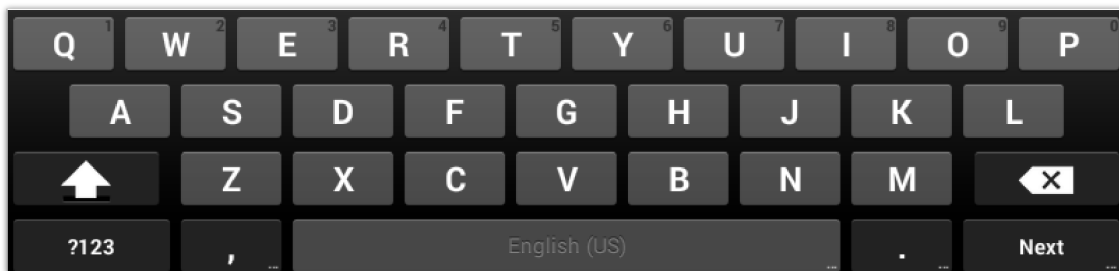 Q 1 W 2 E 3 R 4 T 5 Y 6 U 7 I 8 O 9 P 0
A S D F G H J K L
Z X C V B N M
?123 , ... English (US) ... . ... Next ...